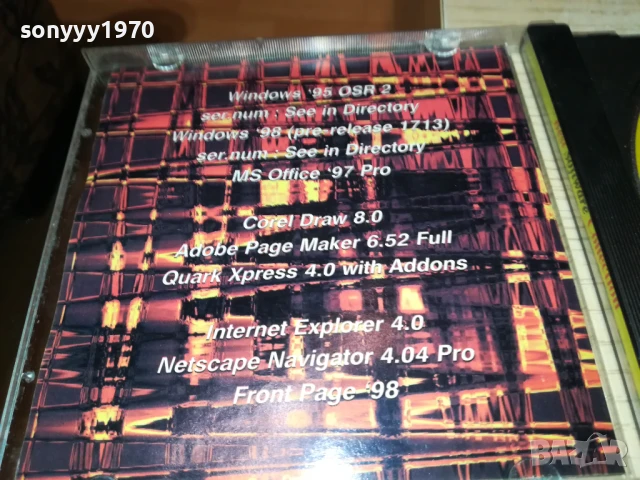 sonyyy1970
Windows '95 OSR 2
ser.num : See in Directory
Windows '98 (pre-release 1713)
ser.num : See in Directory
MS Office '97 Pro
Corel Draw 8.0
Adobe Page Maker 6.52 Full
Quark Xpress 4.0 with Addons
Internet Explorer 4.0
Netscape Navigator 4.04 Pro
Front Page '98
BAZAR